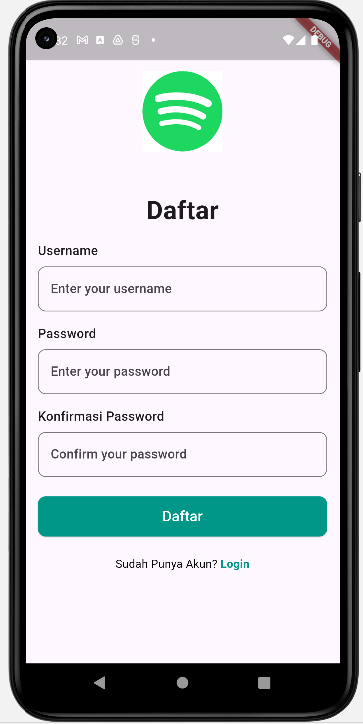 DEBUG
Daftar
Username
Enter your username
Password
Enter your password
Konfirmasi Password
Confirm your password
Daftar
Sudah Punya Akun? Login